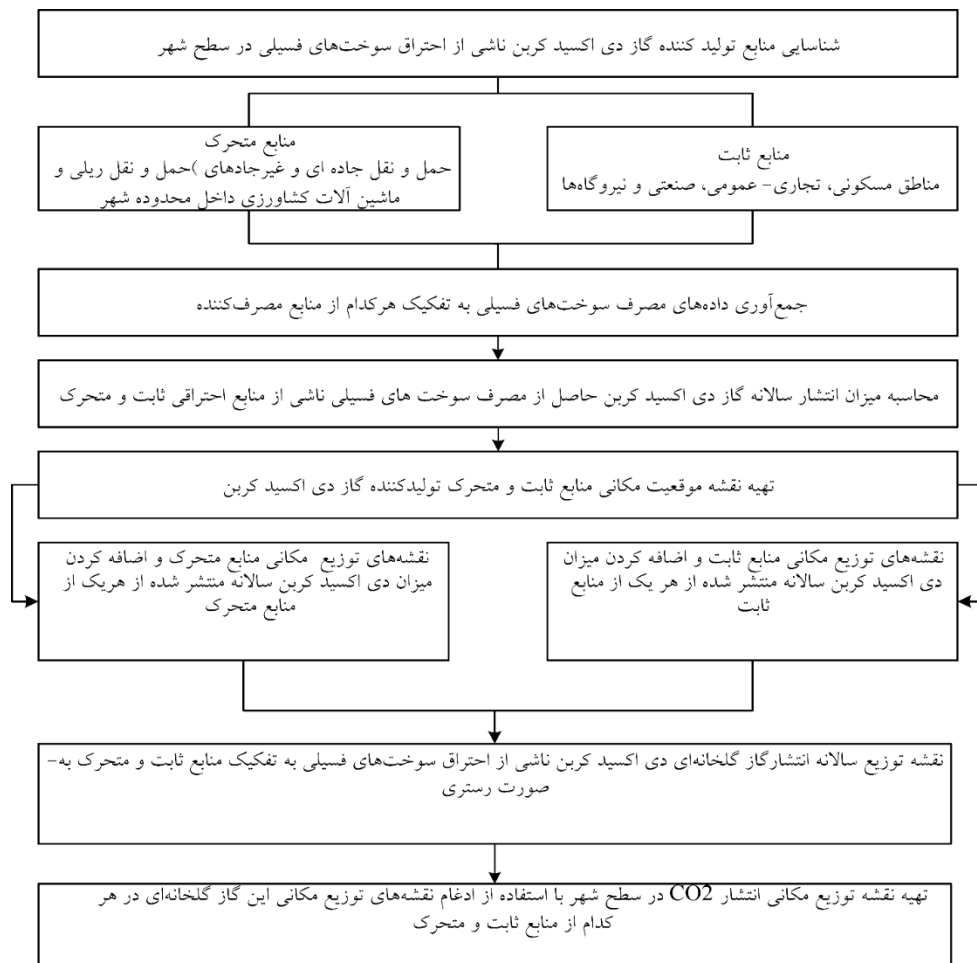 شناسایی منابع تولید کننده گاز دی اکسید کربن ناشی از احتراق سوخت‌های فسیلی در سطح شهر
منابع ثابت
مناطق مسکونی، تجاری- عمومی، صنعتی و نیروگاه‌ها
منابع متحرک
حمل و نقل جاده ای و غیرجاده‎ای )حمل و نقل ریلی و
ماشین آلات کشاورزی داخل محدوده شهر
جمع‌آوری داده‌های مصرف سوخت‌های فسیلی به تفکیک هرکدام از منابع مصرف‌کننده
محاسبه میزان انتشار سالانه گاز دی اکسید کربن حاصل از مصرف سوخت های فسیلی ناشی از منابع احتراقی ثابت و متحرک
تهیه نقشه موقعیت مکانی منابع ثابت و متحرک تولیدکننده گاز دی اکسید کربن
نقشه‌های توزیع مکانی منابع ثابت و اضافه کردن میزان
دی اکسید کربن سالانه منتشر شده از هر یک از منابع
ثابت
نقشه‌های توزیع مکانی منابع متحرک و اضافه کردن
میزان دی اکسید کربن سالانه منتشر شده از هریک از
منابع متحرک
نقشه توزیع سالانه انتشارگاز گلخانه‌ای دی اکسید کربن ناشی از احتراق سوخت‌های فسیلی به تفکیک منابع ثابت و متحرک به-
صورت رستری
تهیه نقشه توزیع مکانی انتشار CO2 در سطح شهر با استفاده از ادغام نقشه‌های توزیع مکانی این گاز گلخانه‌ای در هر
کدام از منابع ثابت و متحرک